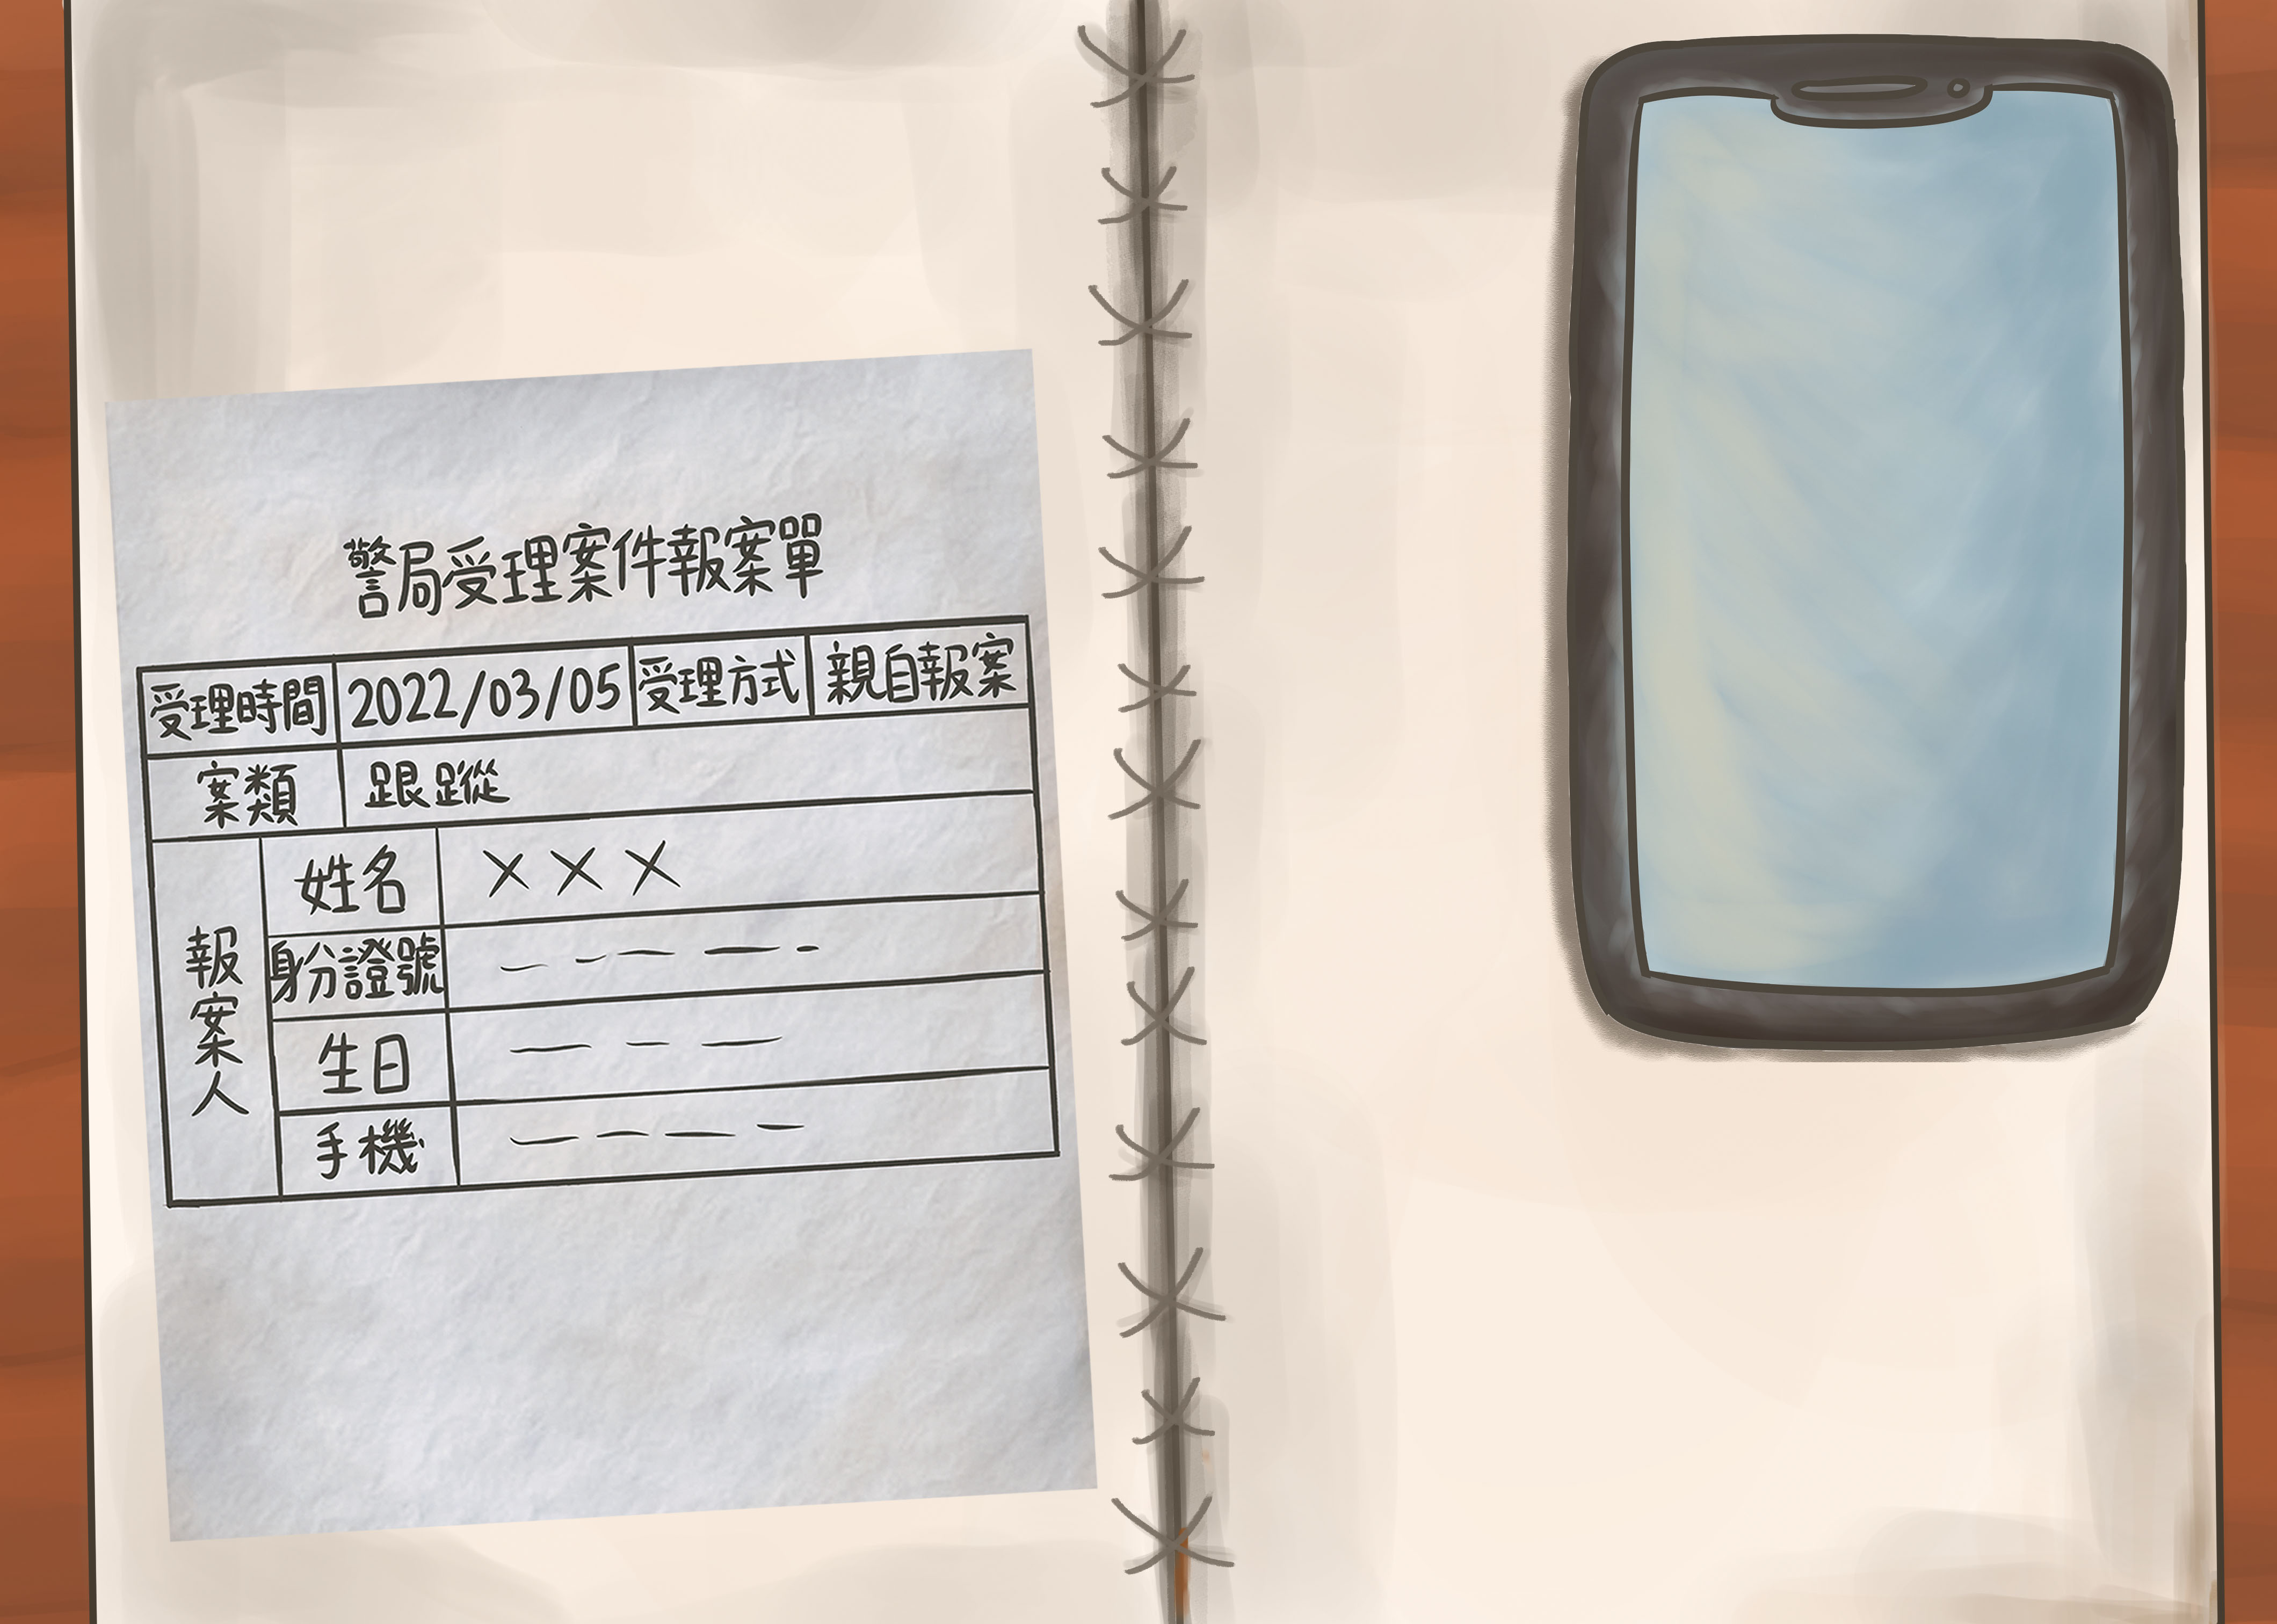 警局受理案件報案單
受理時間 2022/03/05 受理方式 親自報案
案類 跟蹤
報案人
姓名 ×××
身份證號
生日
手機